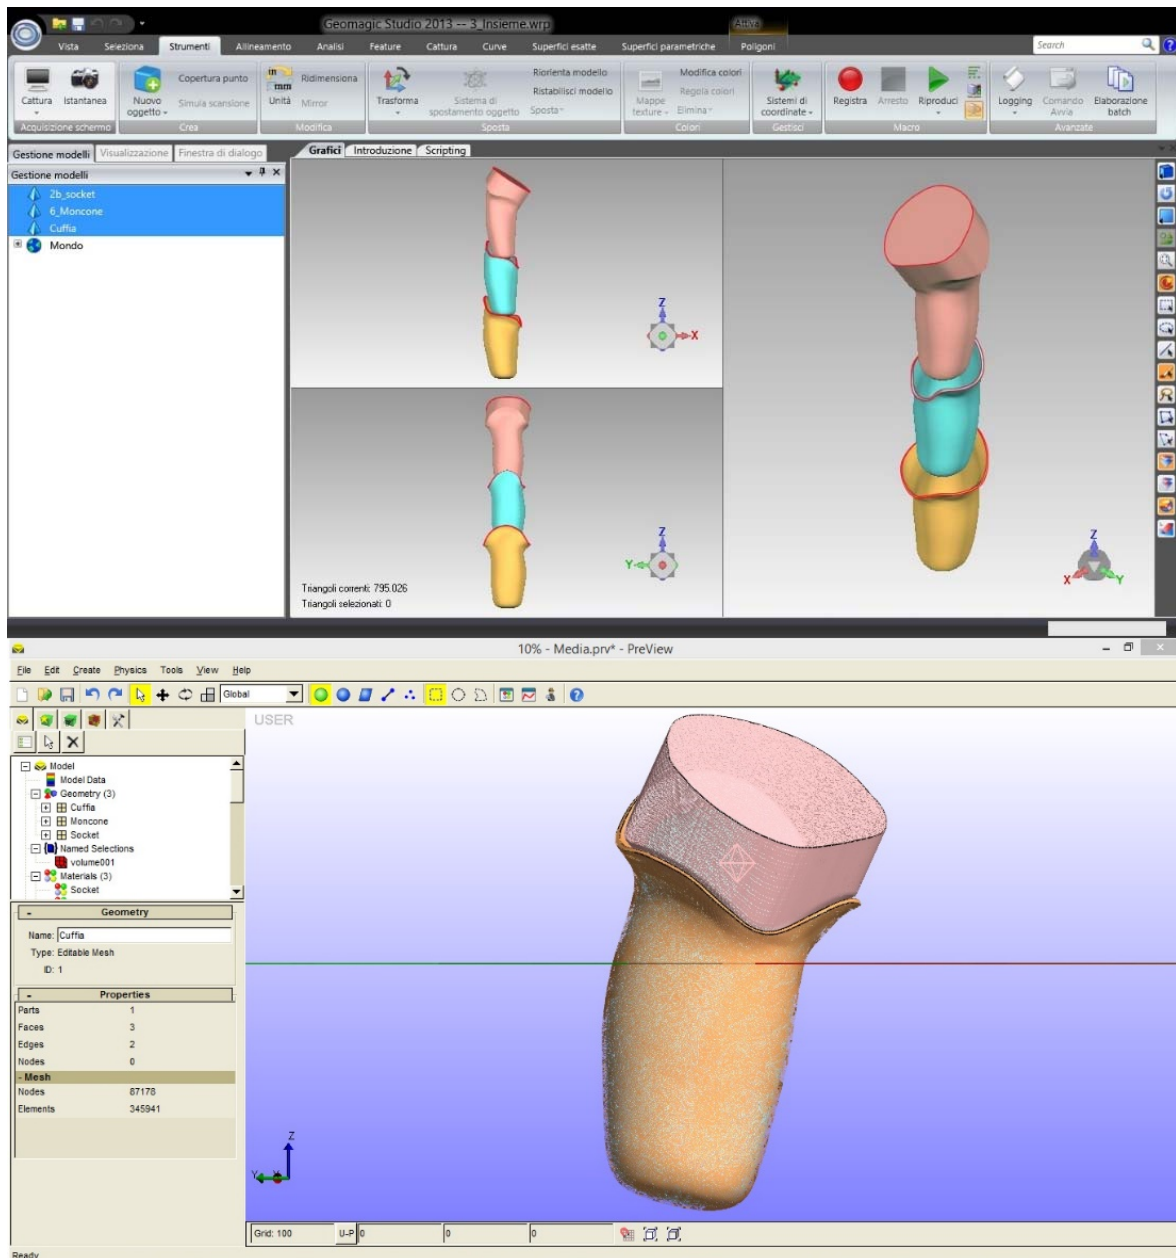 Geomagic Studio 2013 -- 3_Insieme.wrp
Attiva
Vista Seleziona Strumenti Allineamento Analisi Feature Cattura Curve Superfici esatte Superfici parametriche Poligoni
Search
Cattura Istantanea
Acquisizione schermo
Nuovo oggetto
Copertura punto
Simula scansione
Crea
in
mm
Unità
Ridimensiona
Mirror
Modifica
Trasforma
Sistema di spostamento oggetto
Riorienta modello
Ristabilisci modello
Sposta
Sposta
Mappe texture
Modifica colori
Regola colori
Elimina
Colori
Sistemi di coordinate
Gestisci
Registra Arresto Riproduci
Macro
Logging
Comando Avvia
Elaborazione batch
Avanzate
Gestione modelli Visualizzazione Finestra di dialogo
Grafici Introduzione Scripting
Gestione modelli
2b_socket
6_Moncone
Cuffia
Mondo
Z
X
Z
Y
Z
X
Y
Triangoli correnti: 795.026
Triangoli selezionati: 0
10% - Media.prv* - PreView
File Edit Create Physics Tools View Help
Global
USER
Model
Model Data
Geometry (3)
Cuffia
Moncone
Socket
Named Selections
volume001
Materials (3)
Socket
- Geometry
Name: Cuffia
Type: Editable Mesh
ID: 1
- Properties
Parts 1
Faces 3
Edges 2
Nodes 0
- Mesh
Nodes 87178
Elements 345941
Z
Y
Grid: 100 U-P 0 0 0
Ready